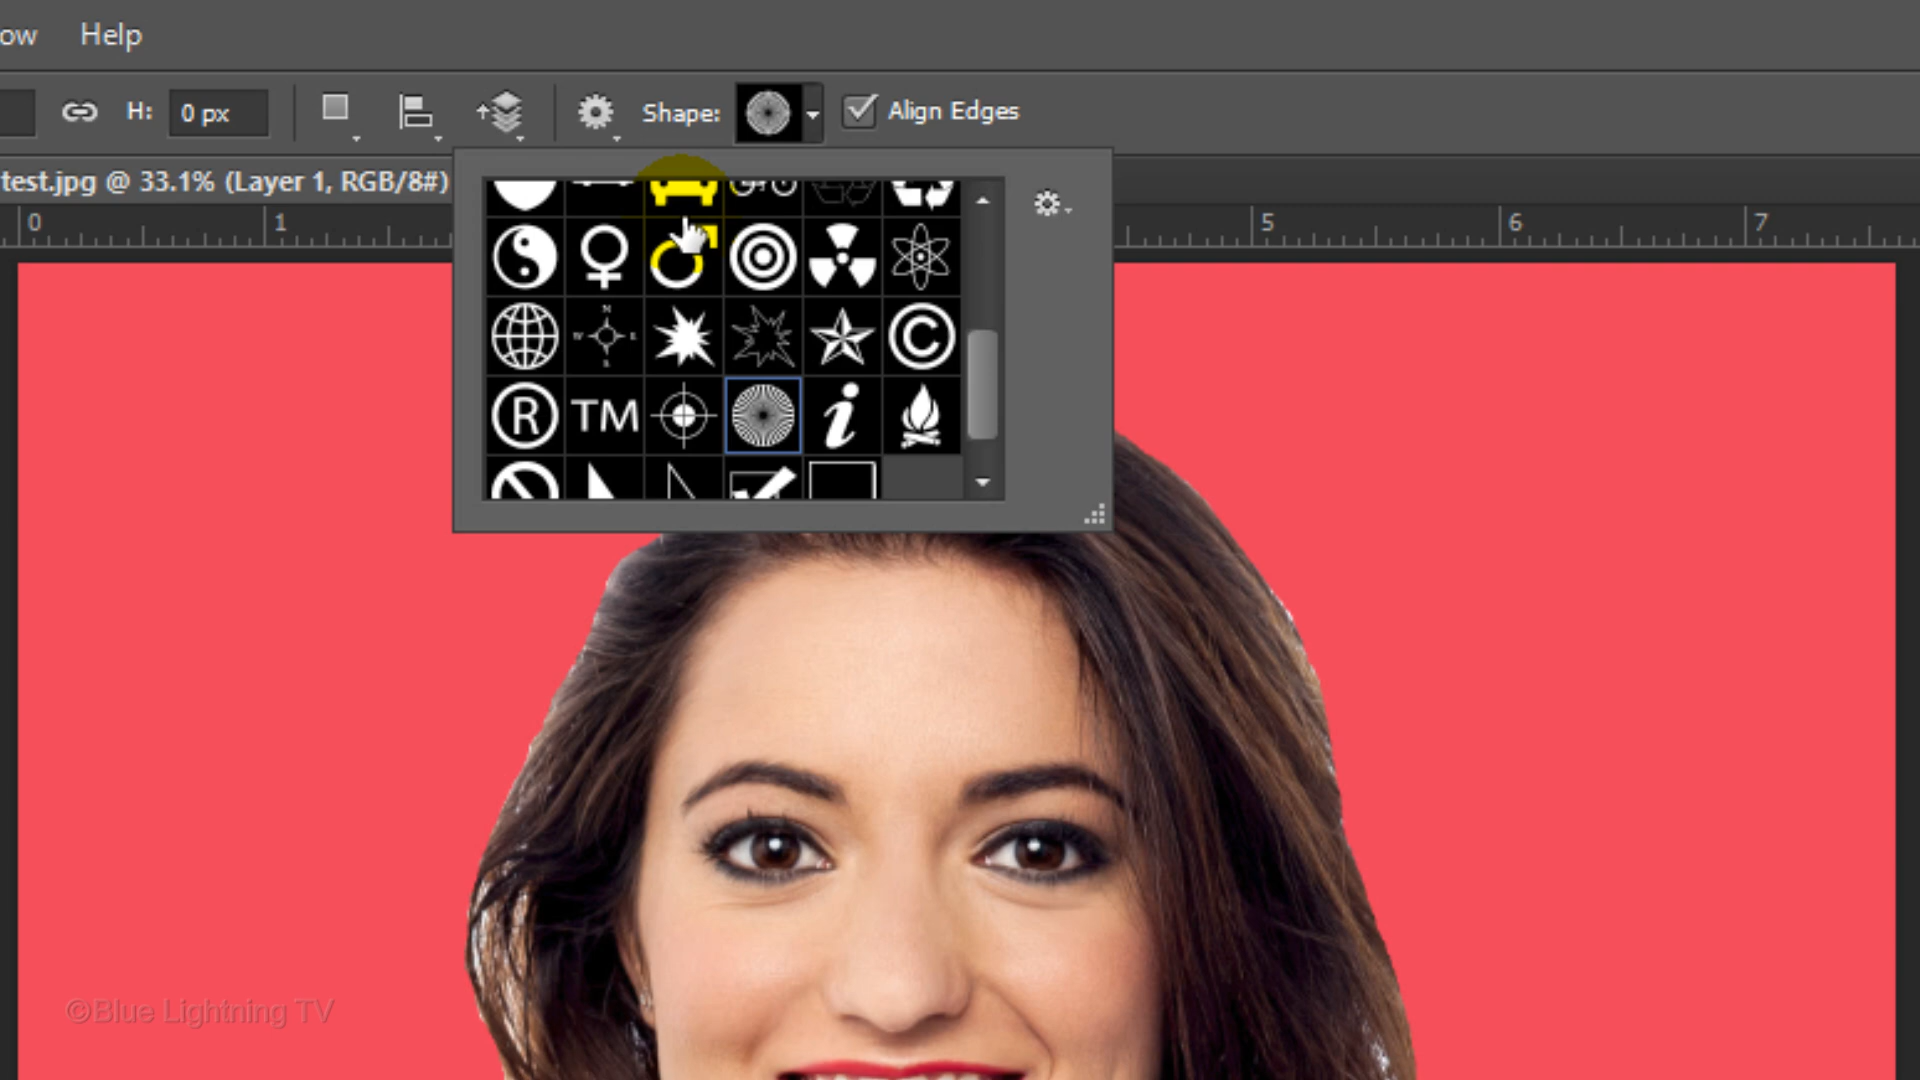 ow Help
H: 0 px Shape: Align Edges
test.jpg @ 33.1% (Layer 1, RGB/8#)
0 1 5 6 7
N
©
® TM i
©Blue Lightning TV